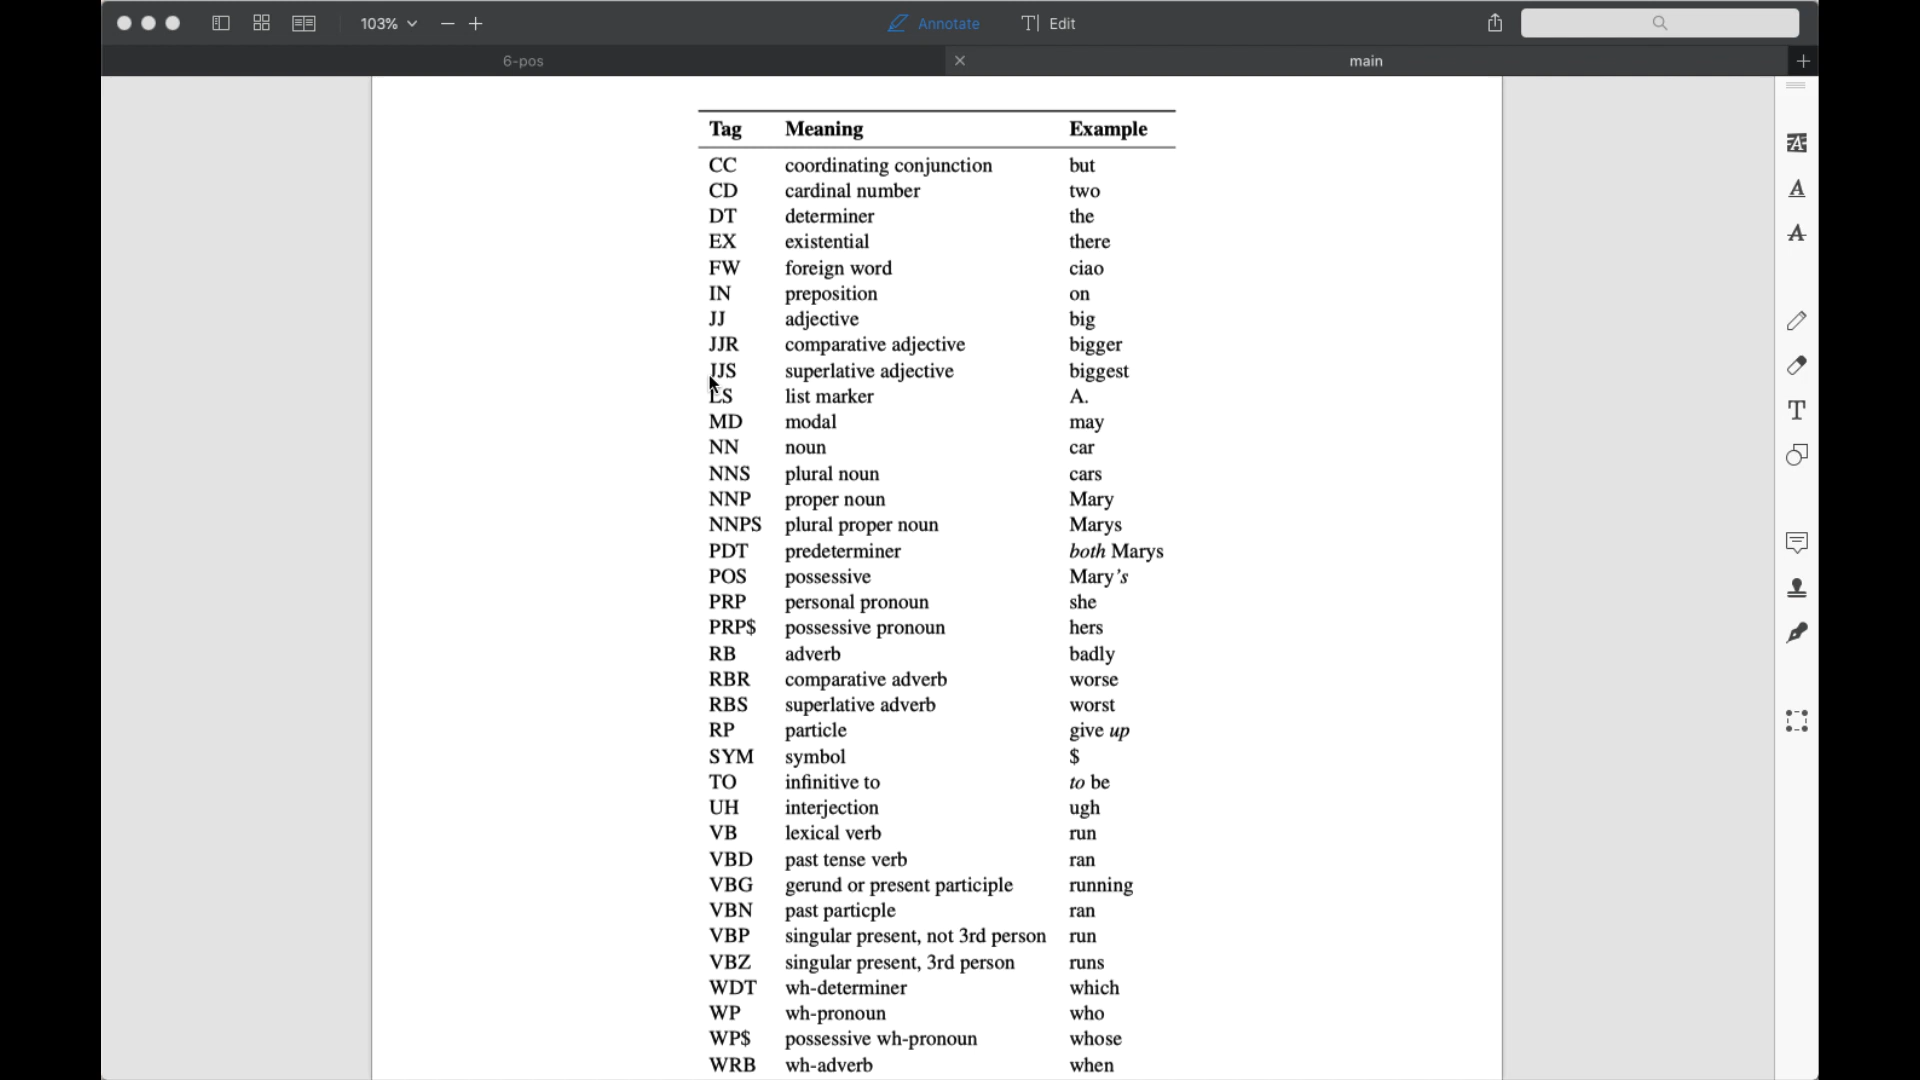 103% Annotate Edit
6-pos main
Tag Meaning Example
CC coordinating conjunction but
CD cardinal number two
DT determiner the
EX existential there
FW foreign word ciao
IN preposition on
JJ adjective big
JJR comparative adjective bigger
JJS superlative adjective biggest
LS list marker A.
MD modal may
NN noun car
NNS plural noun cars
NNP proper noun Mary
NNPS plural proper noun Marys
PDT predeterminer both Marys
POS possessive Mary's
PRP personal pronoun she
PRP$ possessive pronoun hers
RB adverb badly
RBR comparative adverb worse
RBS superlative adverb worst
RP particle give up
SYM symbol $
TO infinitive to to be
UH interjection ugh
VB lexical verb run
VBD past tense verb ran
VBG gerund or present participle running
VBN past particple ran
VBP singular present, not 3rd person run
VBZ singular present, 3rd person runs
WDT wh-determiner which
WP wh-pronoun who
WP$ possessive wh-pronoun whose
WRB wh-adverb when